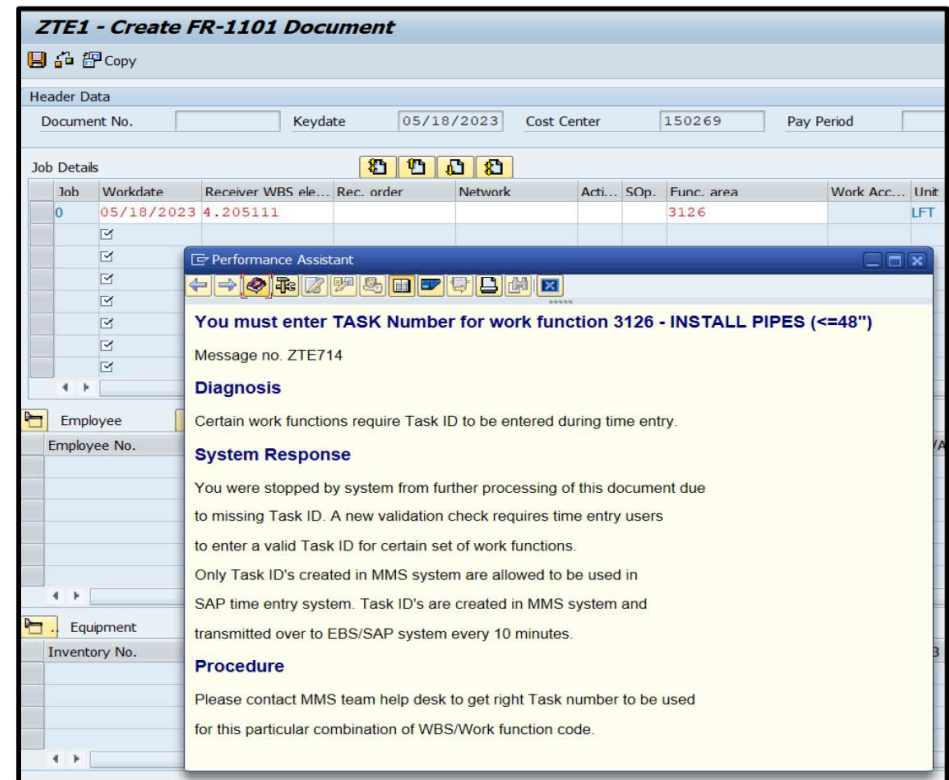 ZTE1 - Create FR-1101 Document
Copy
Header Data
Document No. Keydate 05/18/2023 Cost Center 150269 Pay Period
Job Details
Job Workdate Receiver WBS ele... Rec. order Network Acti... SOp. Func. area Work Acc... Unit
0 05/18/2023 4.205111 3126 LFT
Performance Assistant
You must enter TASK Number for work function 3126 - INSTALL PIPES (<=48")
Message no. ZTE714
Diagnosis
Certain work functions require Task ID to be entered during time entry.
System Response
You were stopped by system from further processing of this document due
to missing Task ID. A new validation check requires time entry users
to enter a valid Task ID for certain set of work functions.
Only Task ID's created in MMS system are allowed to be used in
SAP time entry system. Task ID's are created in MMS system and
transmitted over to EBS/SAP system every 10 minutes.
Procedure
Please contact MMS team help desk to get right Task number to be used
for this particular combination of WBS/Work function code.
Employee
Employee No.
.. Equipment
Inventory No.